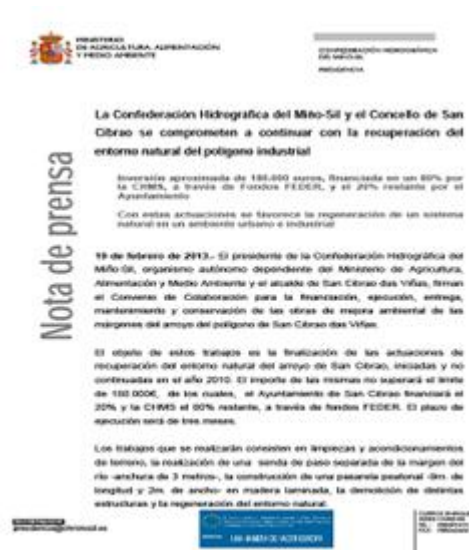 MINISTERIO
DE AGRICULTURA, ALIMENTACIÓN
Y MEDIO AMBIENTE
CONFEDERACIÓN HIDROGRÁFICA
DEL MIÑO-SIL
PRESIDENCIA
Nota de prensa
La Confederación Hidrográfica del Miño-Sil y el Concello de San
Cibrao se comprometen a continuar con la recuperación del
entorno natural del polígono industrial
Inversión aproximada de 180.000 euros, financiada en un 80% por
la CHMS, a través de Fondos FEDER, y el 20% restante por el
Ayuntamiento
Con estas actuaciones se favorece la regeneración de un sistema
natural en un ambiente urbano e industrial
19 de febrero de 2013.- El presidente de la Confederación Hidrográfica del
Miño-Sil, organismo autónomo dependiente del Ministerio de Agricultura,
Alimentación y Medio Ambiente y el alcalde de San Cibrao das Viñas, firman
el Convenio de Colaboración para la financiación, ejecución, entrega,
mantenimiento y conservación de las obras de mejora ambiental de las
márgenes del arroyo del polígono de San Cibrao das Viñas.
El objeto de estos trabajos es la finalización de las actuaciones de
recuperación del entorno natural del arroyo de San Cibrao, iniciadas y no
continuadas en el año 2010. El importe de las mismas no superará el límite
de 180.000€, de los cuales, el Ayuntamiento de San Cibrao financiará el
20% y la CHMS el 80% restante, a través de fondos FEDER. El plazo de
ejecución será de tres meses.
Los trabajos que se realizarán consisten en limpiezas y acondicionamientos
de terreno, la realización de una senda de paso separada de la margen del
río -anchura de 3 metros-, la construcción de una pasarela peatonal -9m. de
longitud y 2m. de ancho- en madera laminada, la demolición de distintas
estructuras y la regeneración del entorno natural.